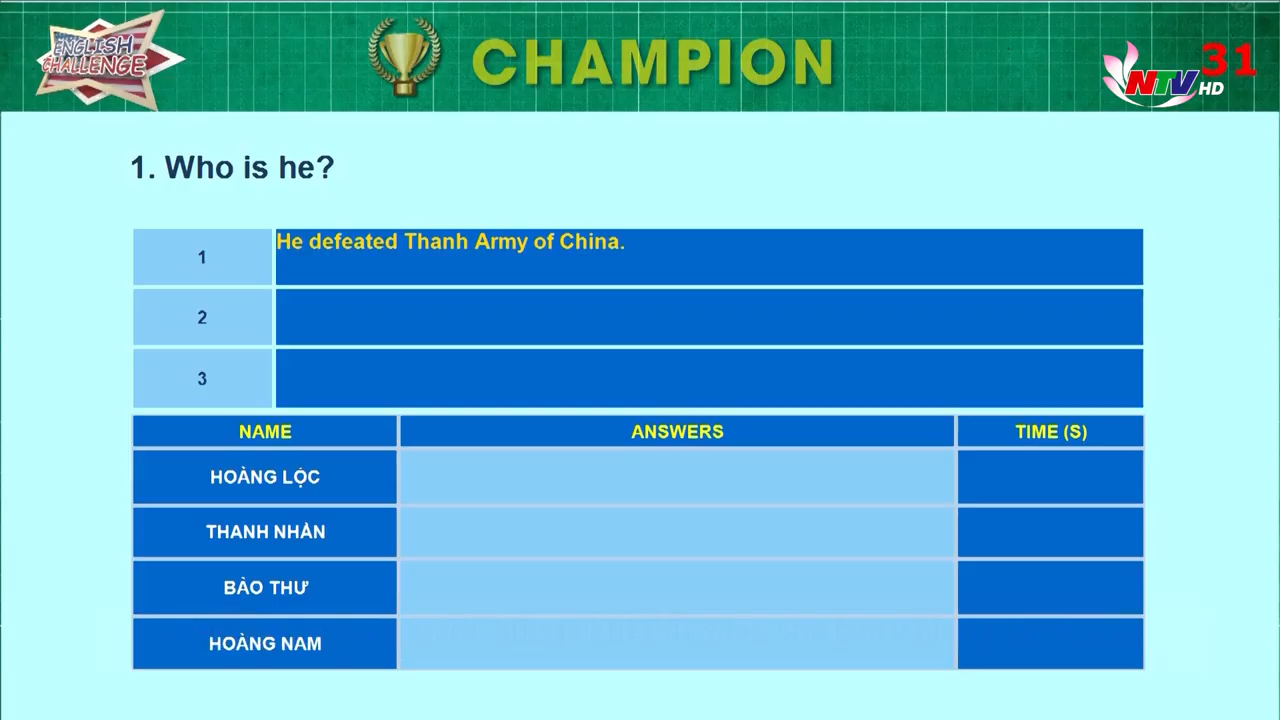 ENGLISH
CHALLENGE
CHAMPION
NTV HD
31
1. Who is he?
1 He defeated Thanh Army of China.
2
3
NAME ANSWERS TIME (S)
HOÀNG LỘC
THANH NHÀN
BÀO THƯ
HOÀNG NAM